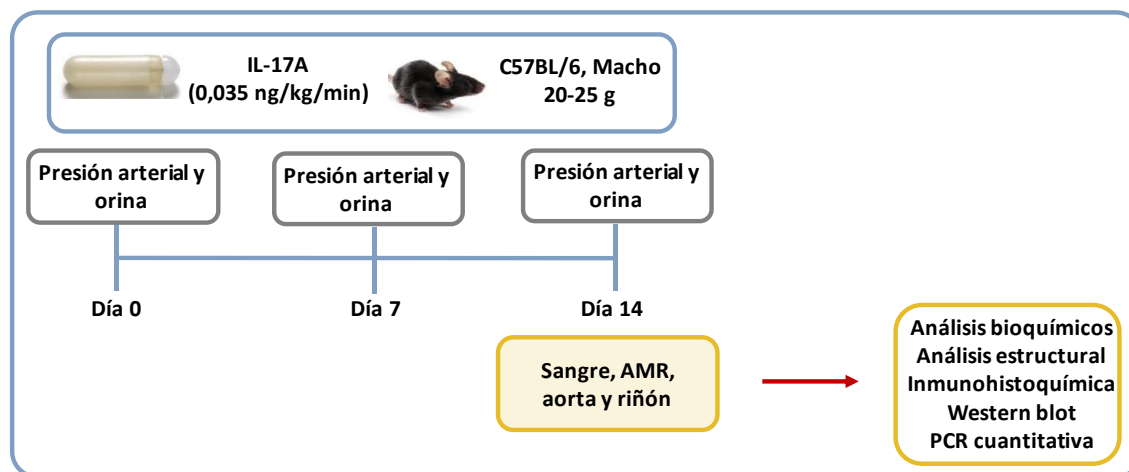 IL-17A
(0,035 ng/kg/min)
C57BL/6, Macho
20-25 g
Presión arterial y
orina
Presión arterial y
orina
Presión arterial y
orina
Día 0
Día 7
Día 14
Sangre, AMR,
aorta y riñón
Análisis bioquímicos
Análisis estructural
Inmunohistoquímica
Western blot
PCR cuantitativa